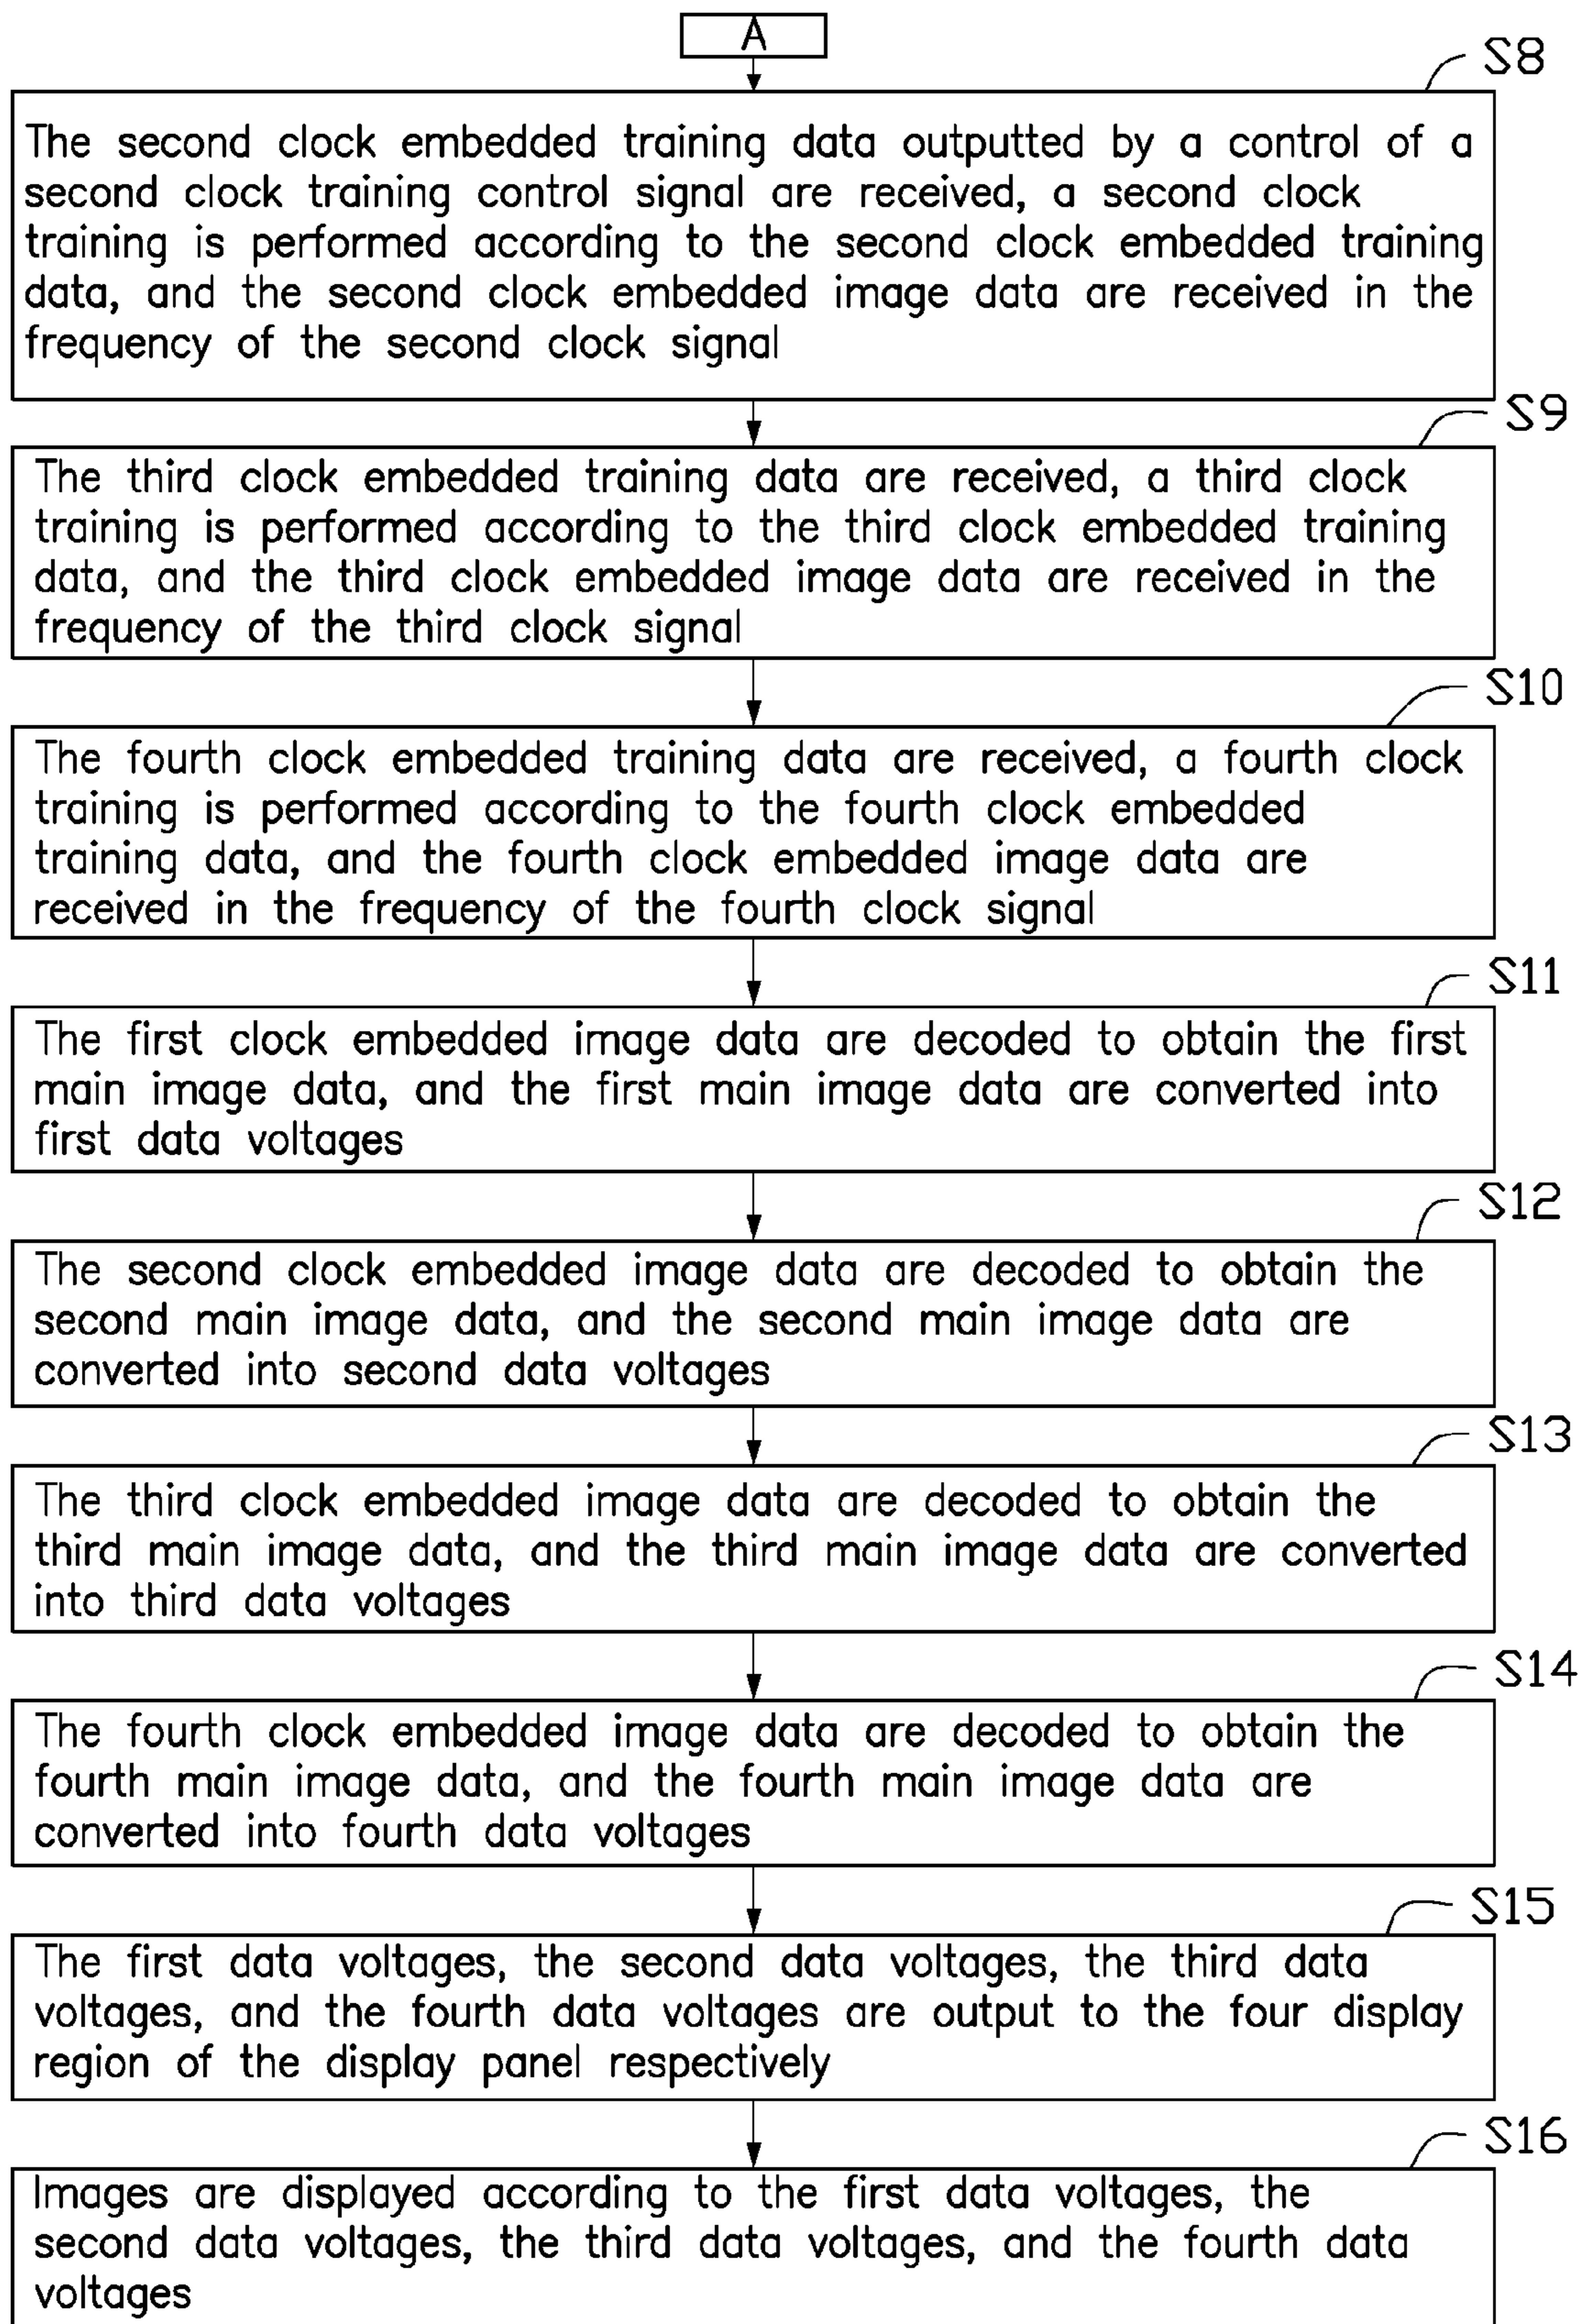 A
S8
The second clock embedded training data outputted by a control of a
second clock training control signal are received, a second clock
training is performed according to the second clock embedded training
data, and the second clock embedded image data are received in the
frequency of the second clock signal
S9
The third clock embedded training data are received, a third clock
training is performed according to the third clock embedded training
data, and the third clock embedded image data are received in the
frequency of the third clock signal
S10
The fourth clock embedded training data are received, a fourth clock
training is performed according to the fourth clock embedded
training data, and the fourth clock embedded image data are
received in the frequency of the fourth clock signal
S11
The first clock embedded image data are decoded to obtain the first
main image data, and the first main image data are converted into
first data voltages
S12
The second clock embedded image data are decoded to obtain the
second main image data, and the second main image data are
converted into second data voltages
S13
The third clock embedded image data are decoded to obtain the
third main image data, and the third main image data are converted
into third data voltages
S14
The fourth clock embedded image data are decoded to obtain the
fourth main image data, and the fourth main image data are
converted into fourth data voltages
S15
The first data voltages, the second data voltages, the third data
voltages, and the fourth data voltages are output to the four display
region of the display panel respectively
S16
Images are displayed according to the first data voltages, the
second data voltages, the third data voltages, and the fourth data
voltages